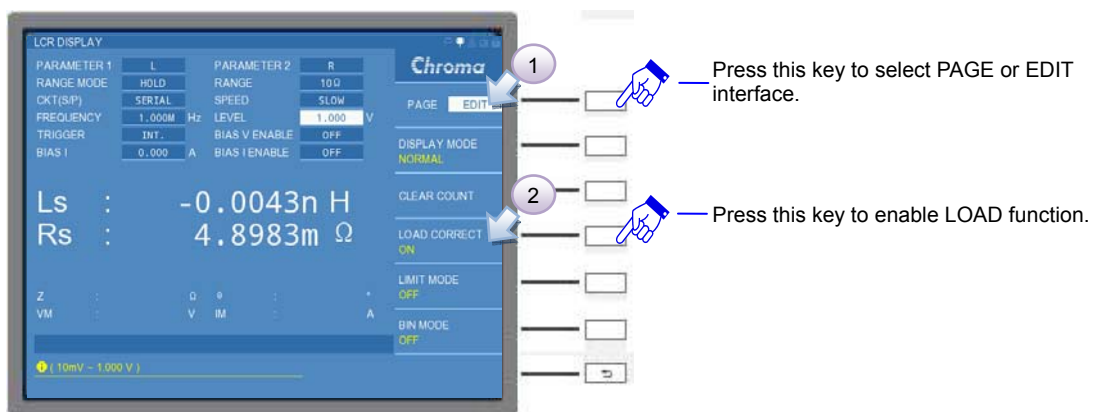 LCR DISPLAY
PARAMETER 1 L PARAMETER 2 R
RANGE MODE HOLD RANGE 10Ω
CKT(S/P) SERIAL SPEED SLOW
FREQUENCY 1.000M Hz LEVEL 1.000 V
TRIGGER INT. BIAS V ENABLE OFF
BIAS I 0.000 A BIAS I ENABLE OFF
Ls : -0.0043n H
Rs : 4.8983m Ω
Z : Ω θ : °
VM : V IM : A
( 10mV ~ 1.000 V )
Chroma
PAGE EDIT
DISPLAY MODE
NORMAL
CLEAR COUNT
LOAD CORRECT
ON
LIMIT MODE
OFF
BIN MODE
OFF
1
Press this key to select PAGE or EDIT
interface.
2
Press this key to enable LOAD function.